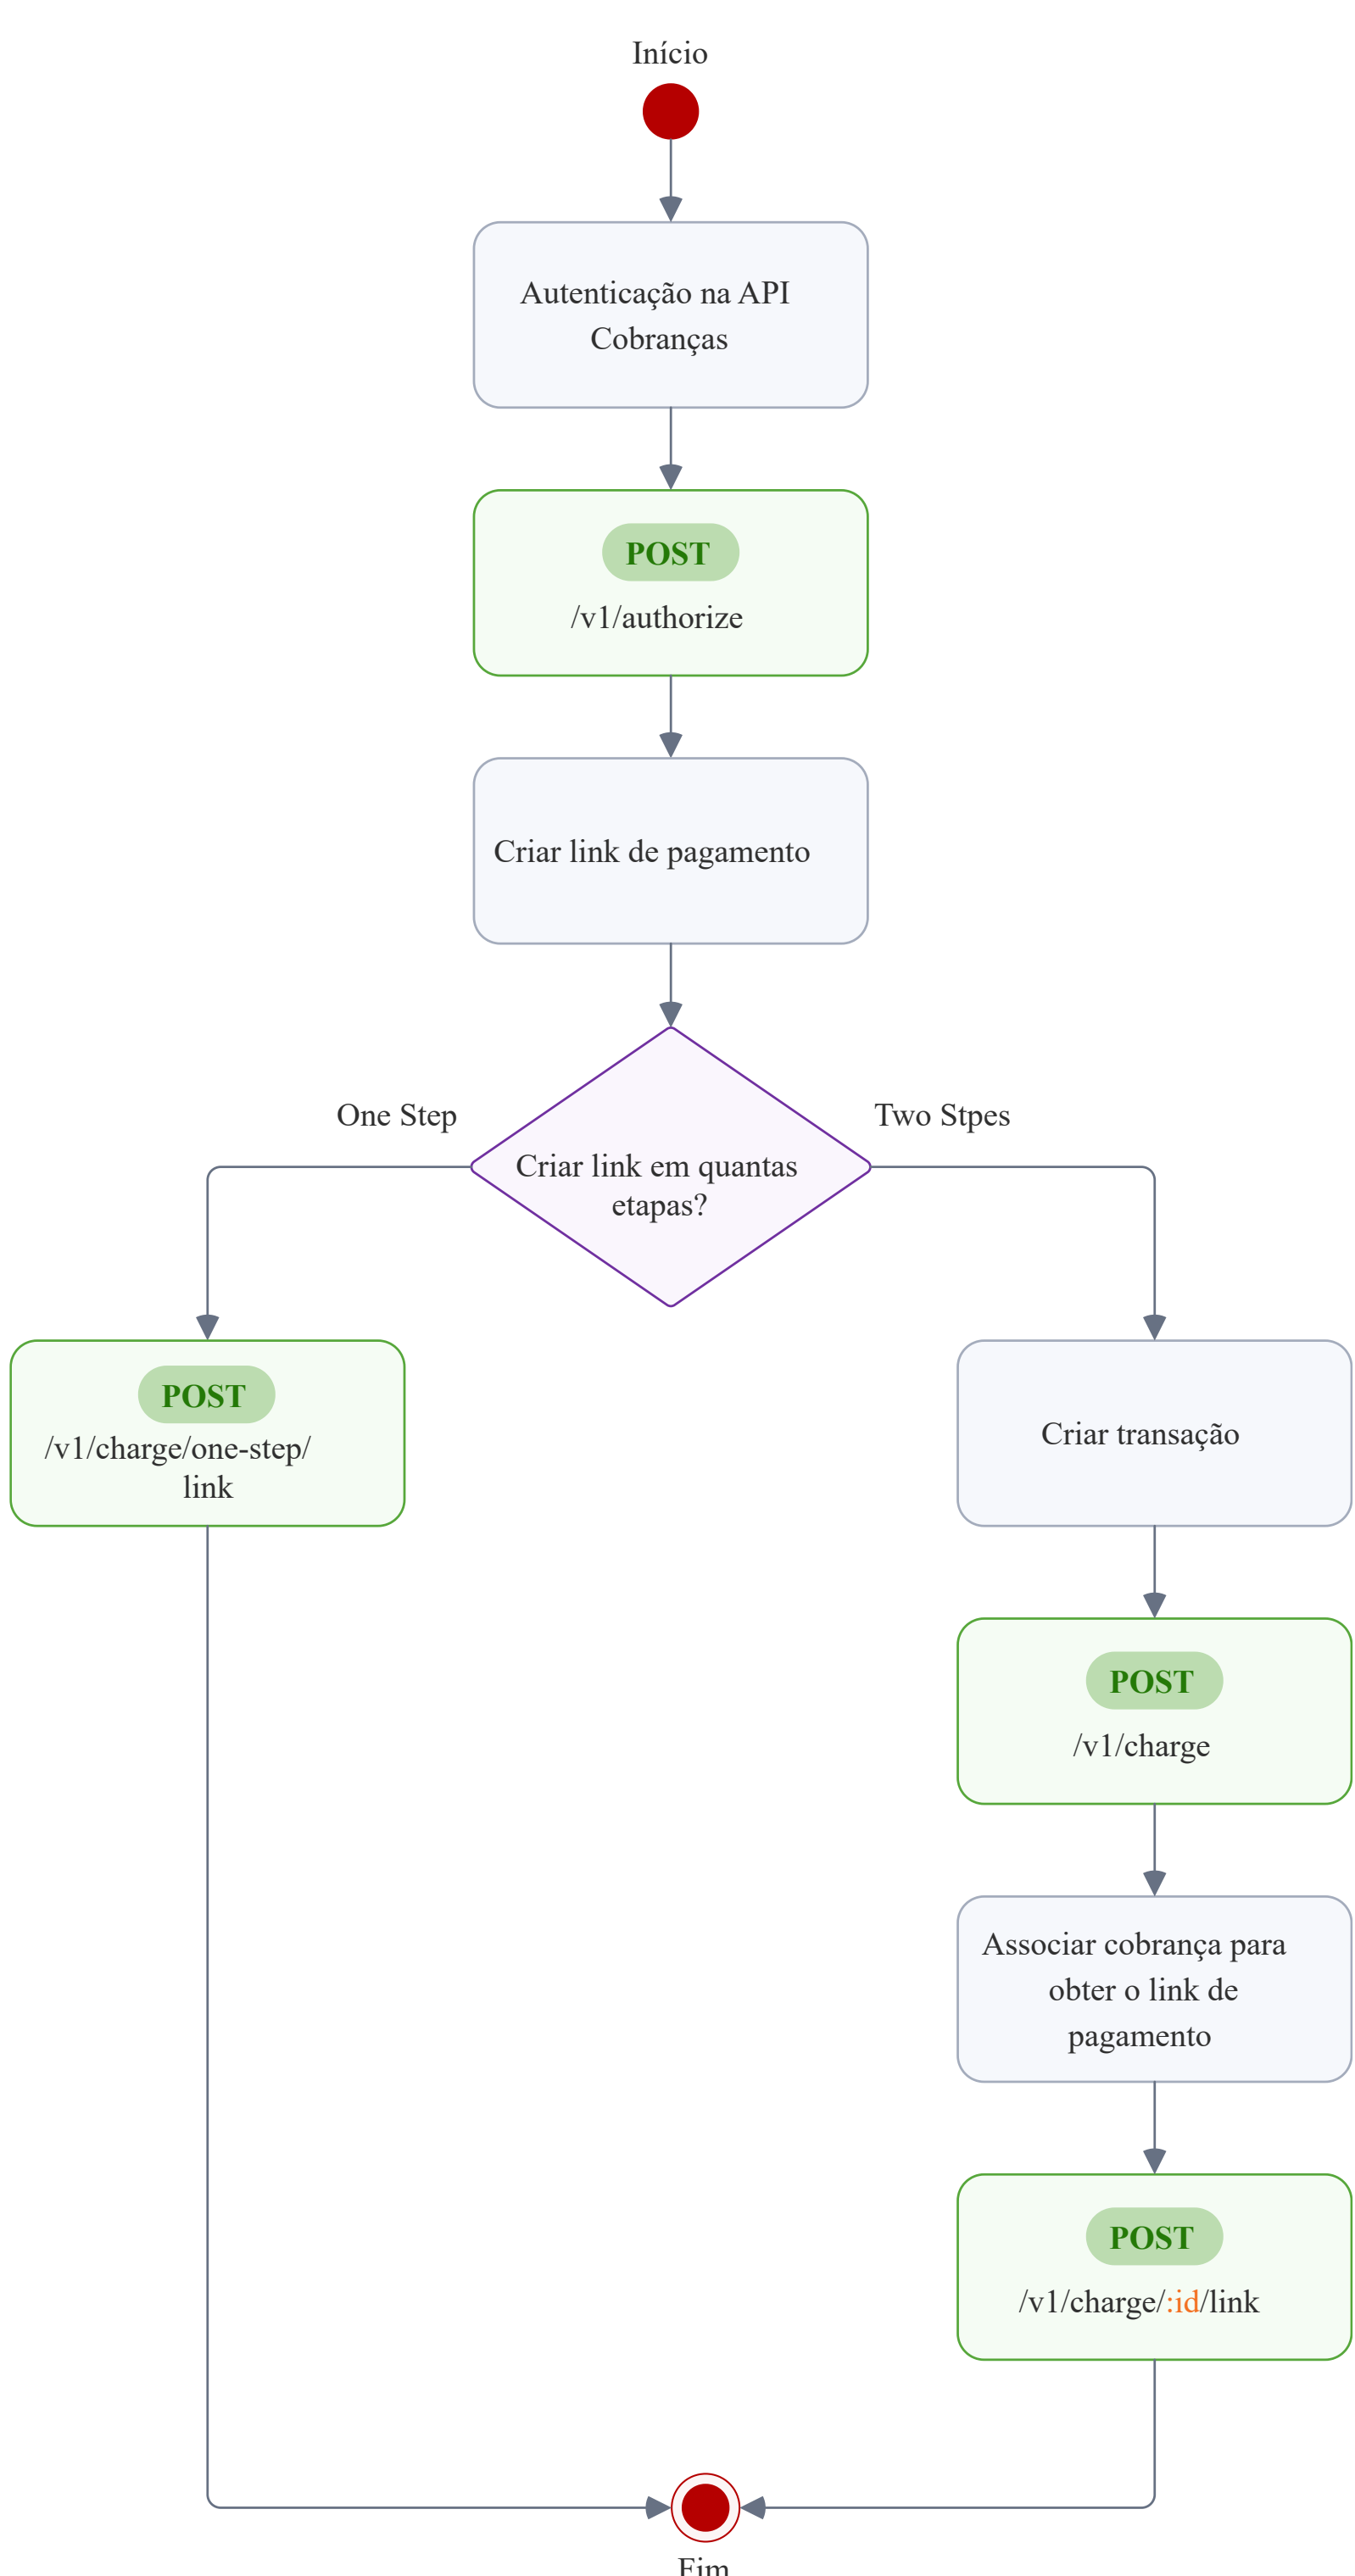 Início
Autenticação na API
Cobranças
POST
/v1/authorize
Criar link de pagamento
One Step
Two Stpes
Criar link em quantas
etapas?
POST
/v1/charge/one-step/
link
Criar transação
POST
/v1/charge
Associar cobrança para
obter o link de
pagamento
POST
/v1/charge/:id/link
Fim